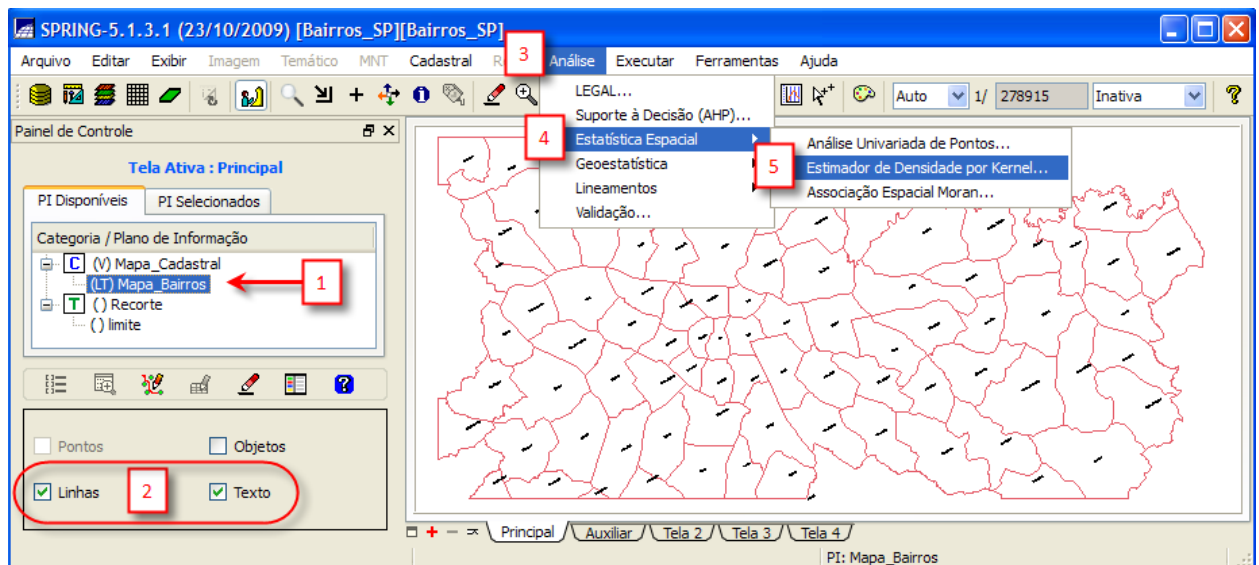 SPRING-5.1.3.1 (23/10/2009) [Bairros_SP][Bairros_SP]
Arquivo Editar Exibir Imagem Temático MNT Cadastral R 3 Análise Executar Ferramentas Ajuda
Auto 1/ 278915 Inativa
LEGAL...
Suporte à Decisão (AHP)...
4 Estatística Espacial
Geoestatística
Lineamentos
Validação...
Análise Univariada de Pontos...
5 Estimador de Densidade por Kernel...
Associação Espacial Moran...
Painel de Controle
Tela Ativa : Principal
PI Disponíveis PI Selecionados
Categoria / Plano de Informação
C (V) Mapa_Cadastral
(LT) Mapa_Bairros 1
T ( ) Recorte
( ) limite
Pontos Objetos
Linhas 2 Texto
Principal Auxiliar Tela 2 Tela 3 Tela 4
PI: Mapa_Bairros